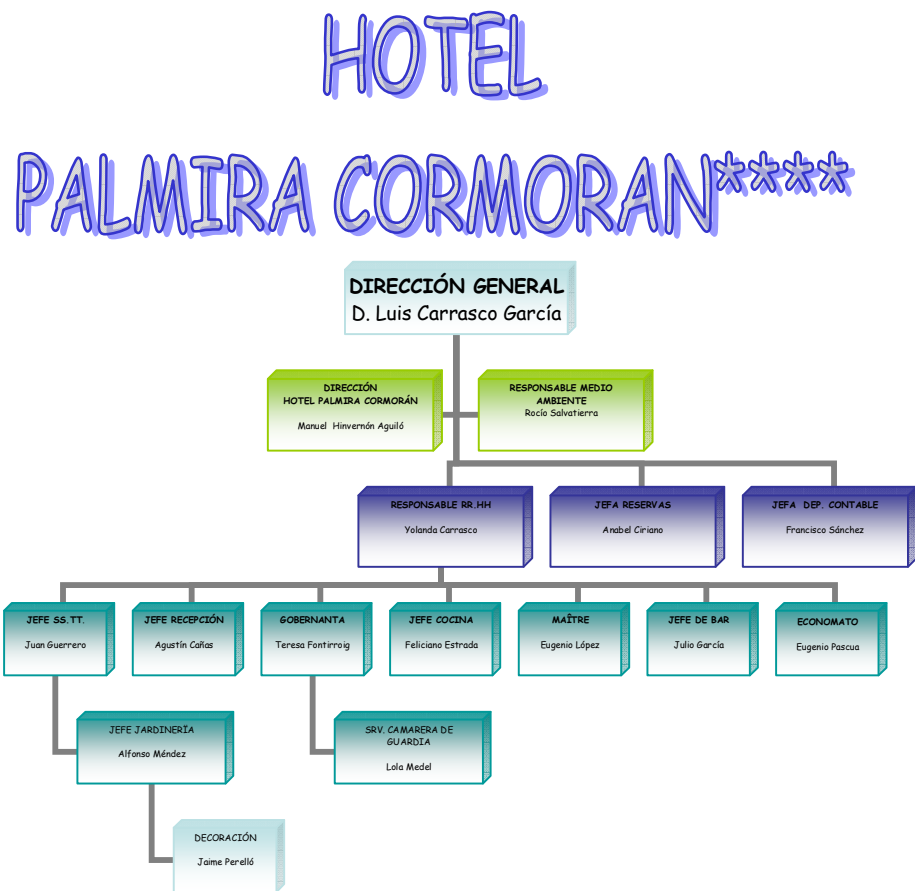 HOTEL
PALMIRA CORMORAN****
DIRECCIÓN GENERAL
D. Luis Carrasco García
DIRECCIÓN
HOTEL PALMIRA CORMORÁN
Manuel Hinvernón Aguiló
RESPONSABLE MEDIO
AMBIENTE
Rocío Salvatierra
RESPONSABLE RR.HH
Yolanda Carrasco
JEFA RESERVAS
Anabel Ciriano
JEFA DEP. CONTABLE
Francisco Sánchez
JEFE SS.TT.
Juan Guerrero
JEFE RECEPCIÓN
Agustín Cañas
GOBERNANTA
Teresa Fontirroig
JEFE COCINA
Feliciano Estrada
MAÎTRE
Eugenio López
JEFE DE BAR
Julio García
ECONOMATO
Eugenio Pascua
JEFE JARDINERÍA
Alfonso Méndez
SRV. CAMARERA DE
GUARDIA
Lola Medel
DECORACIÓN
Jaime Perelló